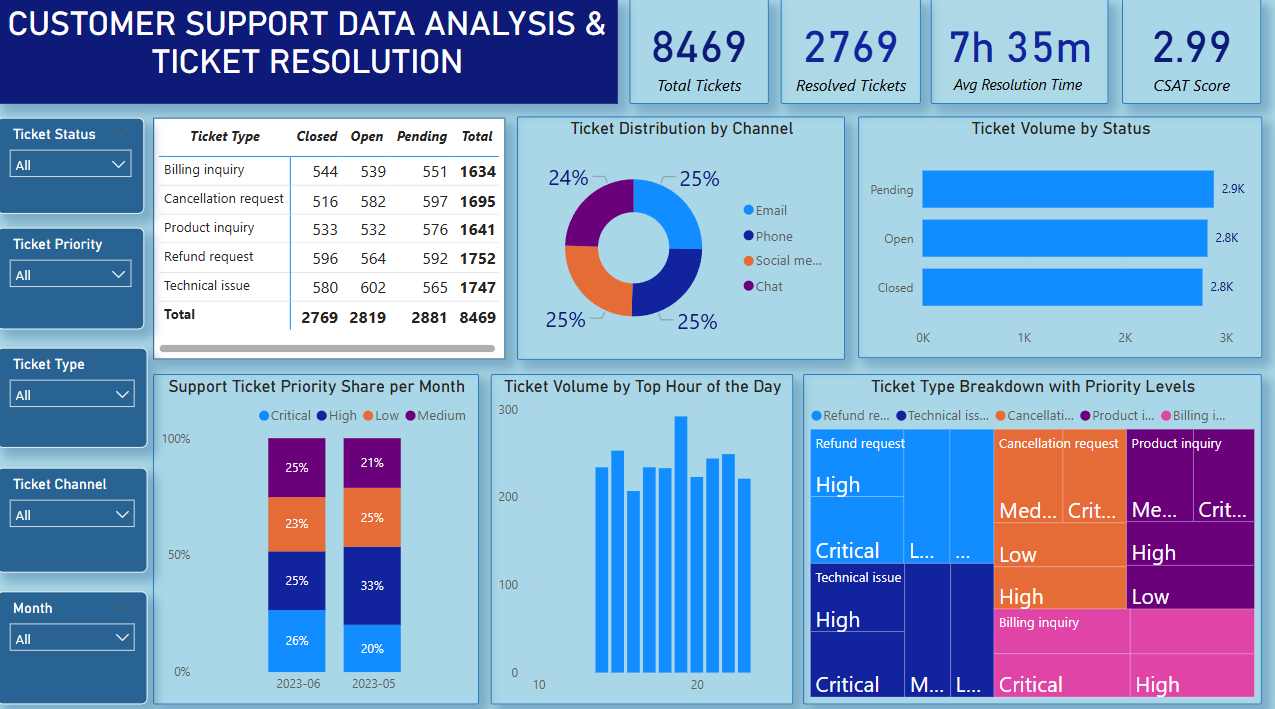 CUSTOMER SUPPORT DATA ANALYSIS &
TICKET RESOLUTION
8469
Total Tickets
2769
Resolved Tickets
7h 35m
Avg Resolution Time
2.99
CSAT Score
Ticket Status
All
Ticket Priority
All
Ticket Type
All
Ticket Channel
All
Month
All
Ticket Type Closed Open Pending Total
Billing inquiry 544 539 551 1634
Cancellation request 516 582 597 1695
Product inquiry 533 532 576 1641
Refund request 596 564 592 1752
Technical issue 580 602 565 1747
Total 2769 2819 2881 8469
Ticket Distribution by Channel
24% 25%
25% 25%
Email
Phone
Social me...
Chat
Ticket Volume by Status
Pending 2.9K
Open 2.8K
Closed 2.8K
0K 1K 2K 3K
Support Ticket Priority Share per Month
Critical High Low Medium
100%
50%
0%
25% 21%
23% 25%
25% 33%
26% 20%
2023-06 2023-05
Ticket Volume by Top Hour of the Day
300
200
100
0
10 20
Ticket Type Breakdown with Priority Levels
Refund re... Technical iss... Cancellati... Product i... Billing i...
Refund request
High
Critical L... ...
Technical issue
High
Critical M... L...
Cancellation request
Med... Crit...
Low
High
Product inquiry
Me... Crit...
High
Low
Billing inquiry
Critical High